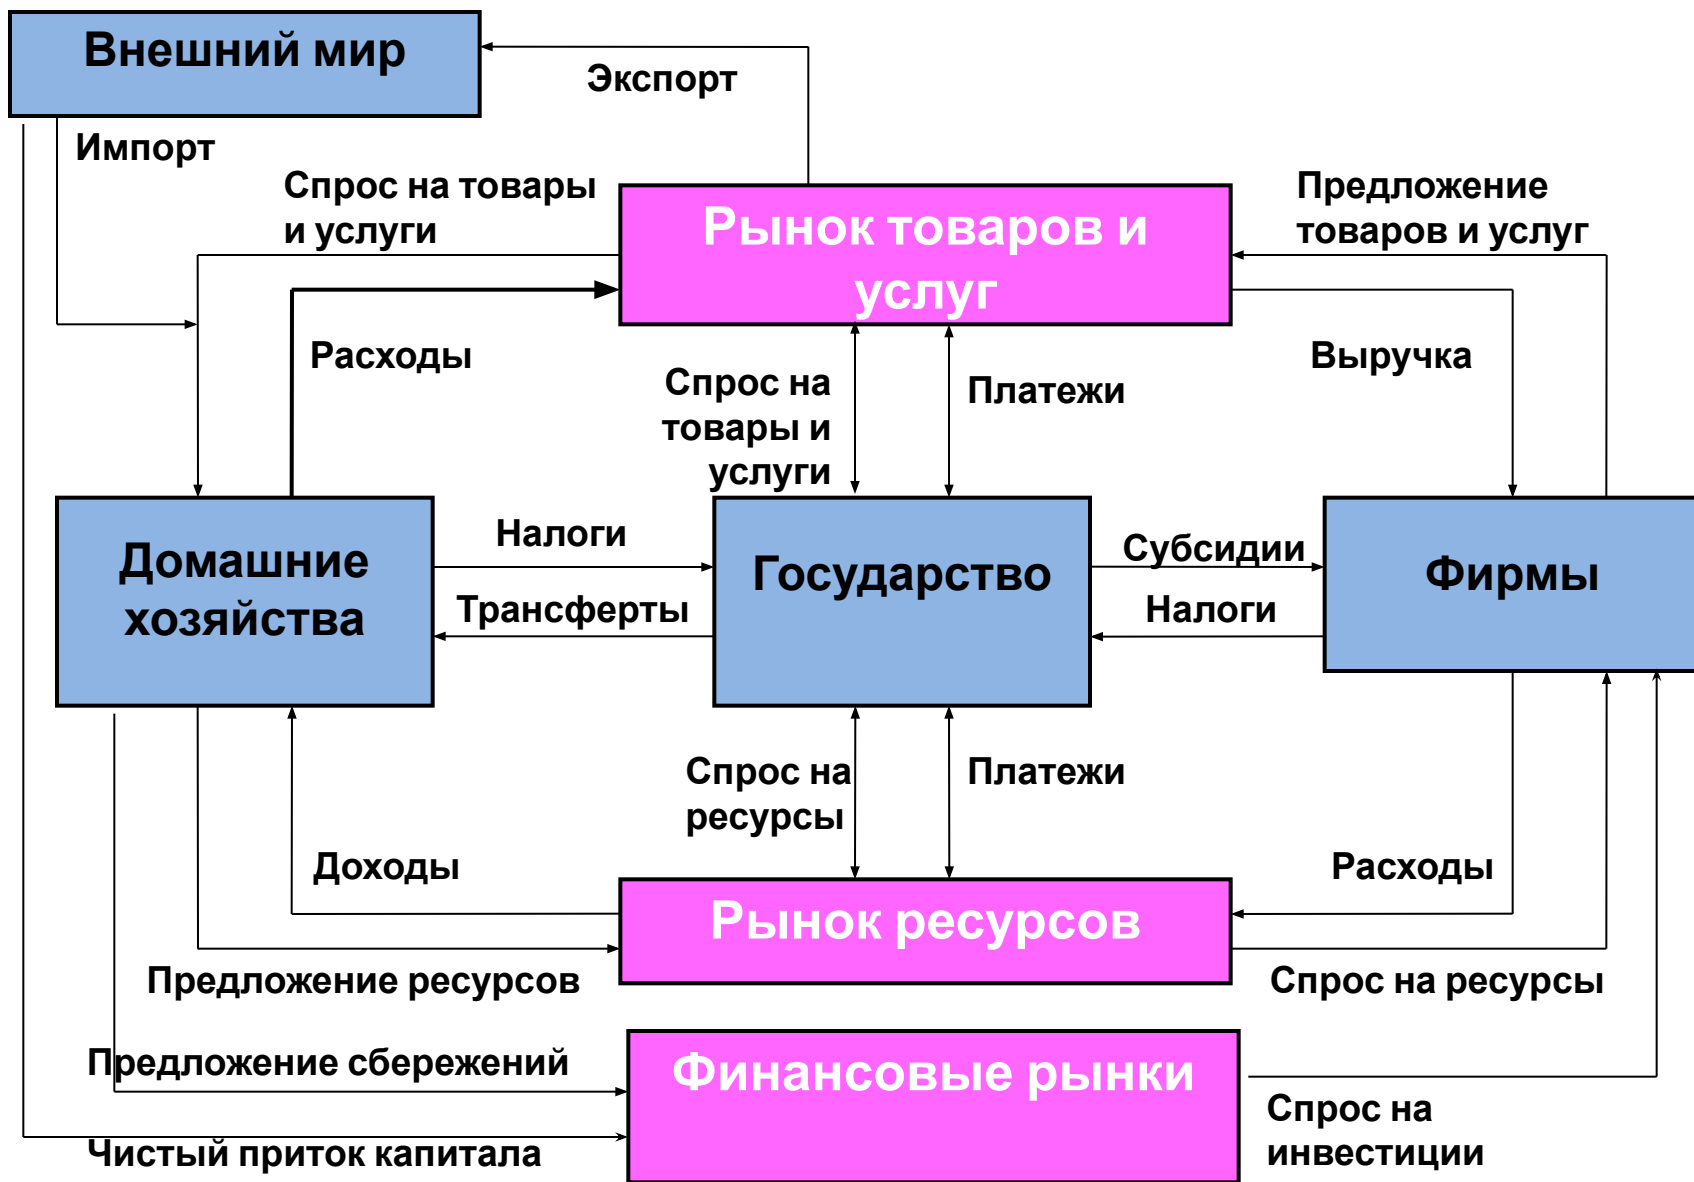 Внешний мир
Экспорт
Импорт
Спрос на товары
и услуги
Рынок товаров и
услуг
Предложение
товаров и услуг
Расходы
Спрос на
товары и
услуги
Платежи
Выручка
Домашние
хозяйства
Налоги
Трансферты
Государство
Субсидии
Налоги
Фирмы
Спрос на
ресурсы
Платежи
Доходы
Расходы
Рынок ресурсов
Предложение ресурсов
Спрос на ресурсы
Предложение сбережений
Финансовые рынки
Чистый приток капитала
Спрос на
инвестиции